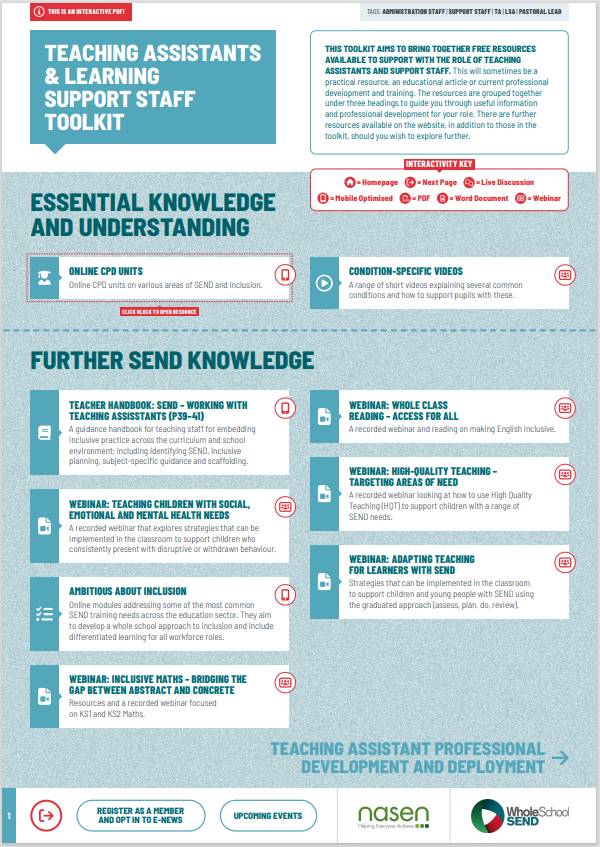 THIS IS AN INTERACTIVE PDF!
TAGS: ADMINISTRATION STAFF | SUPPORT STAFF | TA | LSA | PASTORAL LEAD
TEACHING ASSISTANTS
& LEARNING
SUPPORT STAFF
TOOLKIT
THIS TOOLKIT AIMS TO BRING TOGETHER FREE RESOURCES
AVAILABLE TO SUPPORT WITH THE ROLE OF TEACHING
ASSISTANTS AND SUPPORT STAFF. This will sometimes be a
practical resource, an educational article or current professional
development and training. The resources are grouped together
under three headings to guide you through useful information
and professional development for your role. There are further
resources available on the website, in addition to those in the
toolkit, should you wish to explore further.
INTERACTIVITY KEY
= Homepage = Next Page = Live Discussion
= Mobile Optimised = PDF = Word Document = Webinar
ESSENTIAL KNOWLEDGE
AND UNDERSTANDING
ONLINE CPD UNITS
Online CPD units on various areas of SEND and inclusion.
CLICK BLOCK TO OPEN RESOURCE
CONDITION-SPECIFIC VIDEOS
A range of short videos explaining several common
conditions and how to support pupils with these.
FURTHER SEND KNOWLEDGE
TEACHER HANDBOOK: SEND – WORKING WITH
TEACHING ASSISSTANTS (P39-41)
A guidance handbook for teaching staff for embedding
inclusive practice across the curriculum and school
environment; including identifying SEND, inclusive
planning, subject-specific guidance and scaffolding.
WEBINAR: TEACHING CHILDREN WITH SOCIAL,
EMOTIONAL AND MENTAL HEALTH NEEDS
A recorded webinar that explores strategies that can be
implemented in the classroom to support children who
consistently present with disruptive or withdrawn behaviour.
AMBITIOUS ABOUT INCLUSION
Online modules addressing some of the most common
SEND training needs across the education sector. They aim
to develop a whole school approach to inclusion and include
differentiated learning for all workforce roles.
WEBINAR: INCLUSIVE MATHS – BRIDGING THE
GAP BETWEEN ABSTRACT AND CONCRETE
Resources and a recorded webinar focused
on KS1 and KS2 Maths.
WEBINAR: WHOLE CLASS
READING – ACCESS FOR ALL
A recorded webinar and reading on making English inclusive.
WEBINAR: HIGH-QUALITY TEACHING –
TARGETING AREAS OF NEED
A recorded webinar looking at how to use High Quality
Teaching (HQT) to support children with a range of
SEND needs.
WEBINAR: ADAPTING TEACHING
FOR LEARNERS WITH SEND
Strategies that can be implemented in the classroom
to support children and young people with SEND using
the graduated approach (assess, plan, do, review).
TEACHING ASSISTANT PROFESSIONAL
DEVELOPMENT AND DEPLOYMENT
1
REGISTER AS A MEMBER
AND OPT IN TO E-NEWS
UPCOMING EVENTS
nasen
Helping Everyone Achieve
WholeSchool
SEND